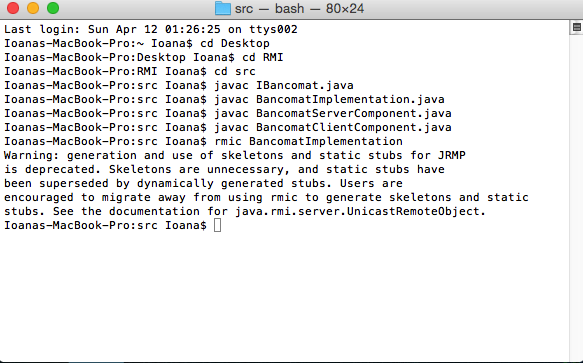 src — bash — 80×24
Last login: Sun Apr 12 01:26:25 on ttys002
Ioanas-MacBook-Pro:~ Ioana$ cd Desktop
Ioanas-MacBook-Pro:Desktop Ioana$ cd RMI
Ioanas-MacBook-Pro:RMI Ioana$ cd src
Ioanas-MacBook-Pro:src Ioana$ javac IBancomat.java
Ioanas-MacBook-Pro:src Ioana$ javac BancomatImplementation.java
Ioanas-MacBook-Pro:src Ioana$ javac BancomatServerComponent.java
Ioanas-MacBook-Pro:src Ioana$ javac BancomatClientComponent.java
Ioanas-MacBook-Pro:src Ioana$ rmic BancomatImplementation
Warning: generation and use of skeletons and static stubs for JRMP
is deprecated. Skeletons are unnecessary, and static stubs have
been superseded by dynamically generated stubs. Users are
encouraged to migrate away from using rmic to generate skeletons and static
stubs. See the documentation for java.rmi.server.UnicastRemoteObject.
Ioanas-MacBook-Pro:src Ioana$